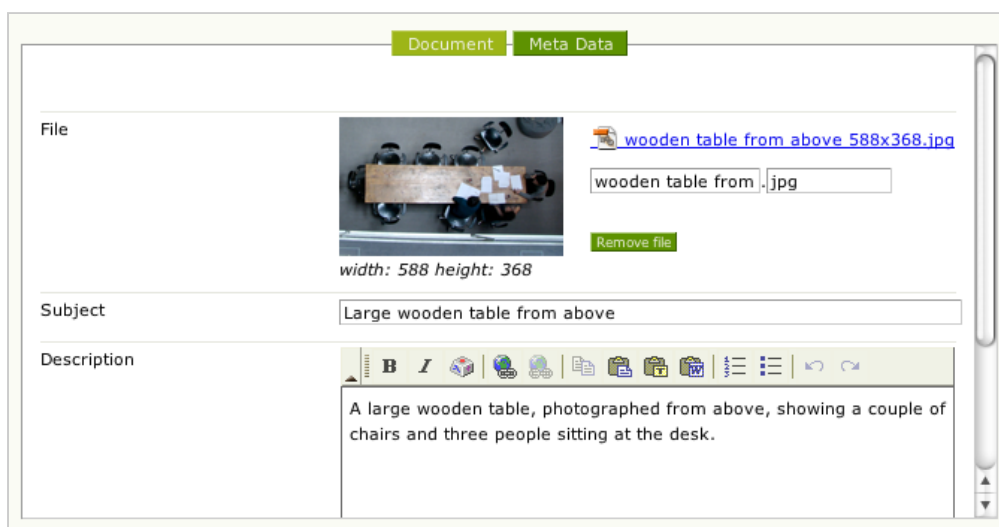 Document Meta Data
File
wooden table from above 588x368.jpg
wooden table from . jpg
Remove file
width: 588 height: 368
Subject
Large wooden table from above
Description
B I
A large wooden table, photographed from above, showing a couple of
chairs and three people sitting at the desk.